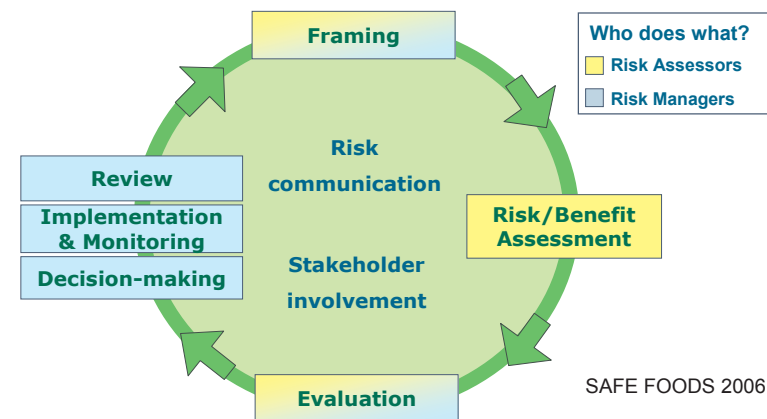 Framing
Who does what?
Risk Assessors
Risk Managers
Risk
communication
Review
Implementation
& Monitoring
Decision-making
Risk/Benefit
Assessment
Stakeholder
involvement
Evaluation
SAFE FOODS 2006